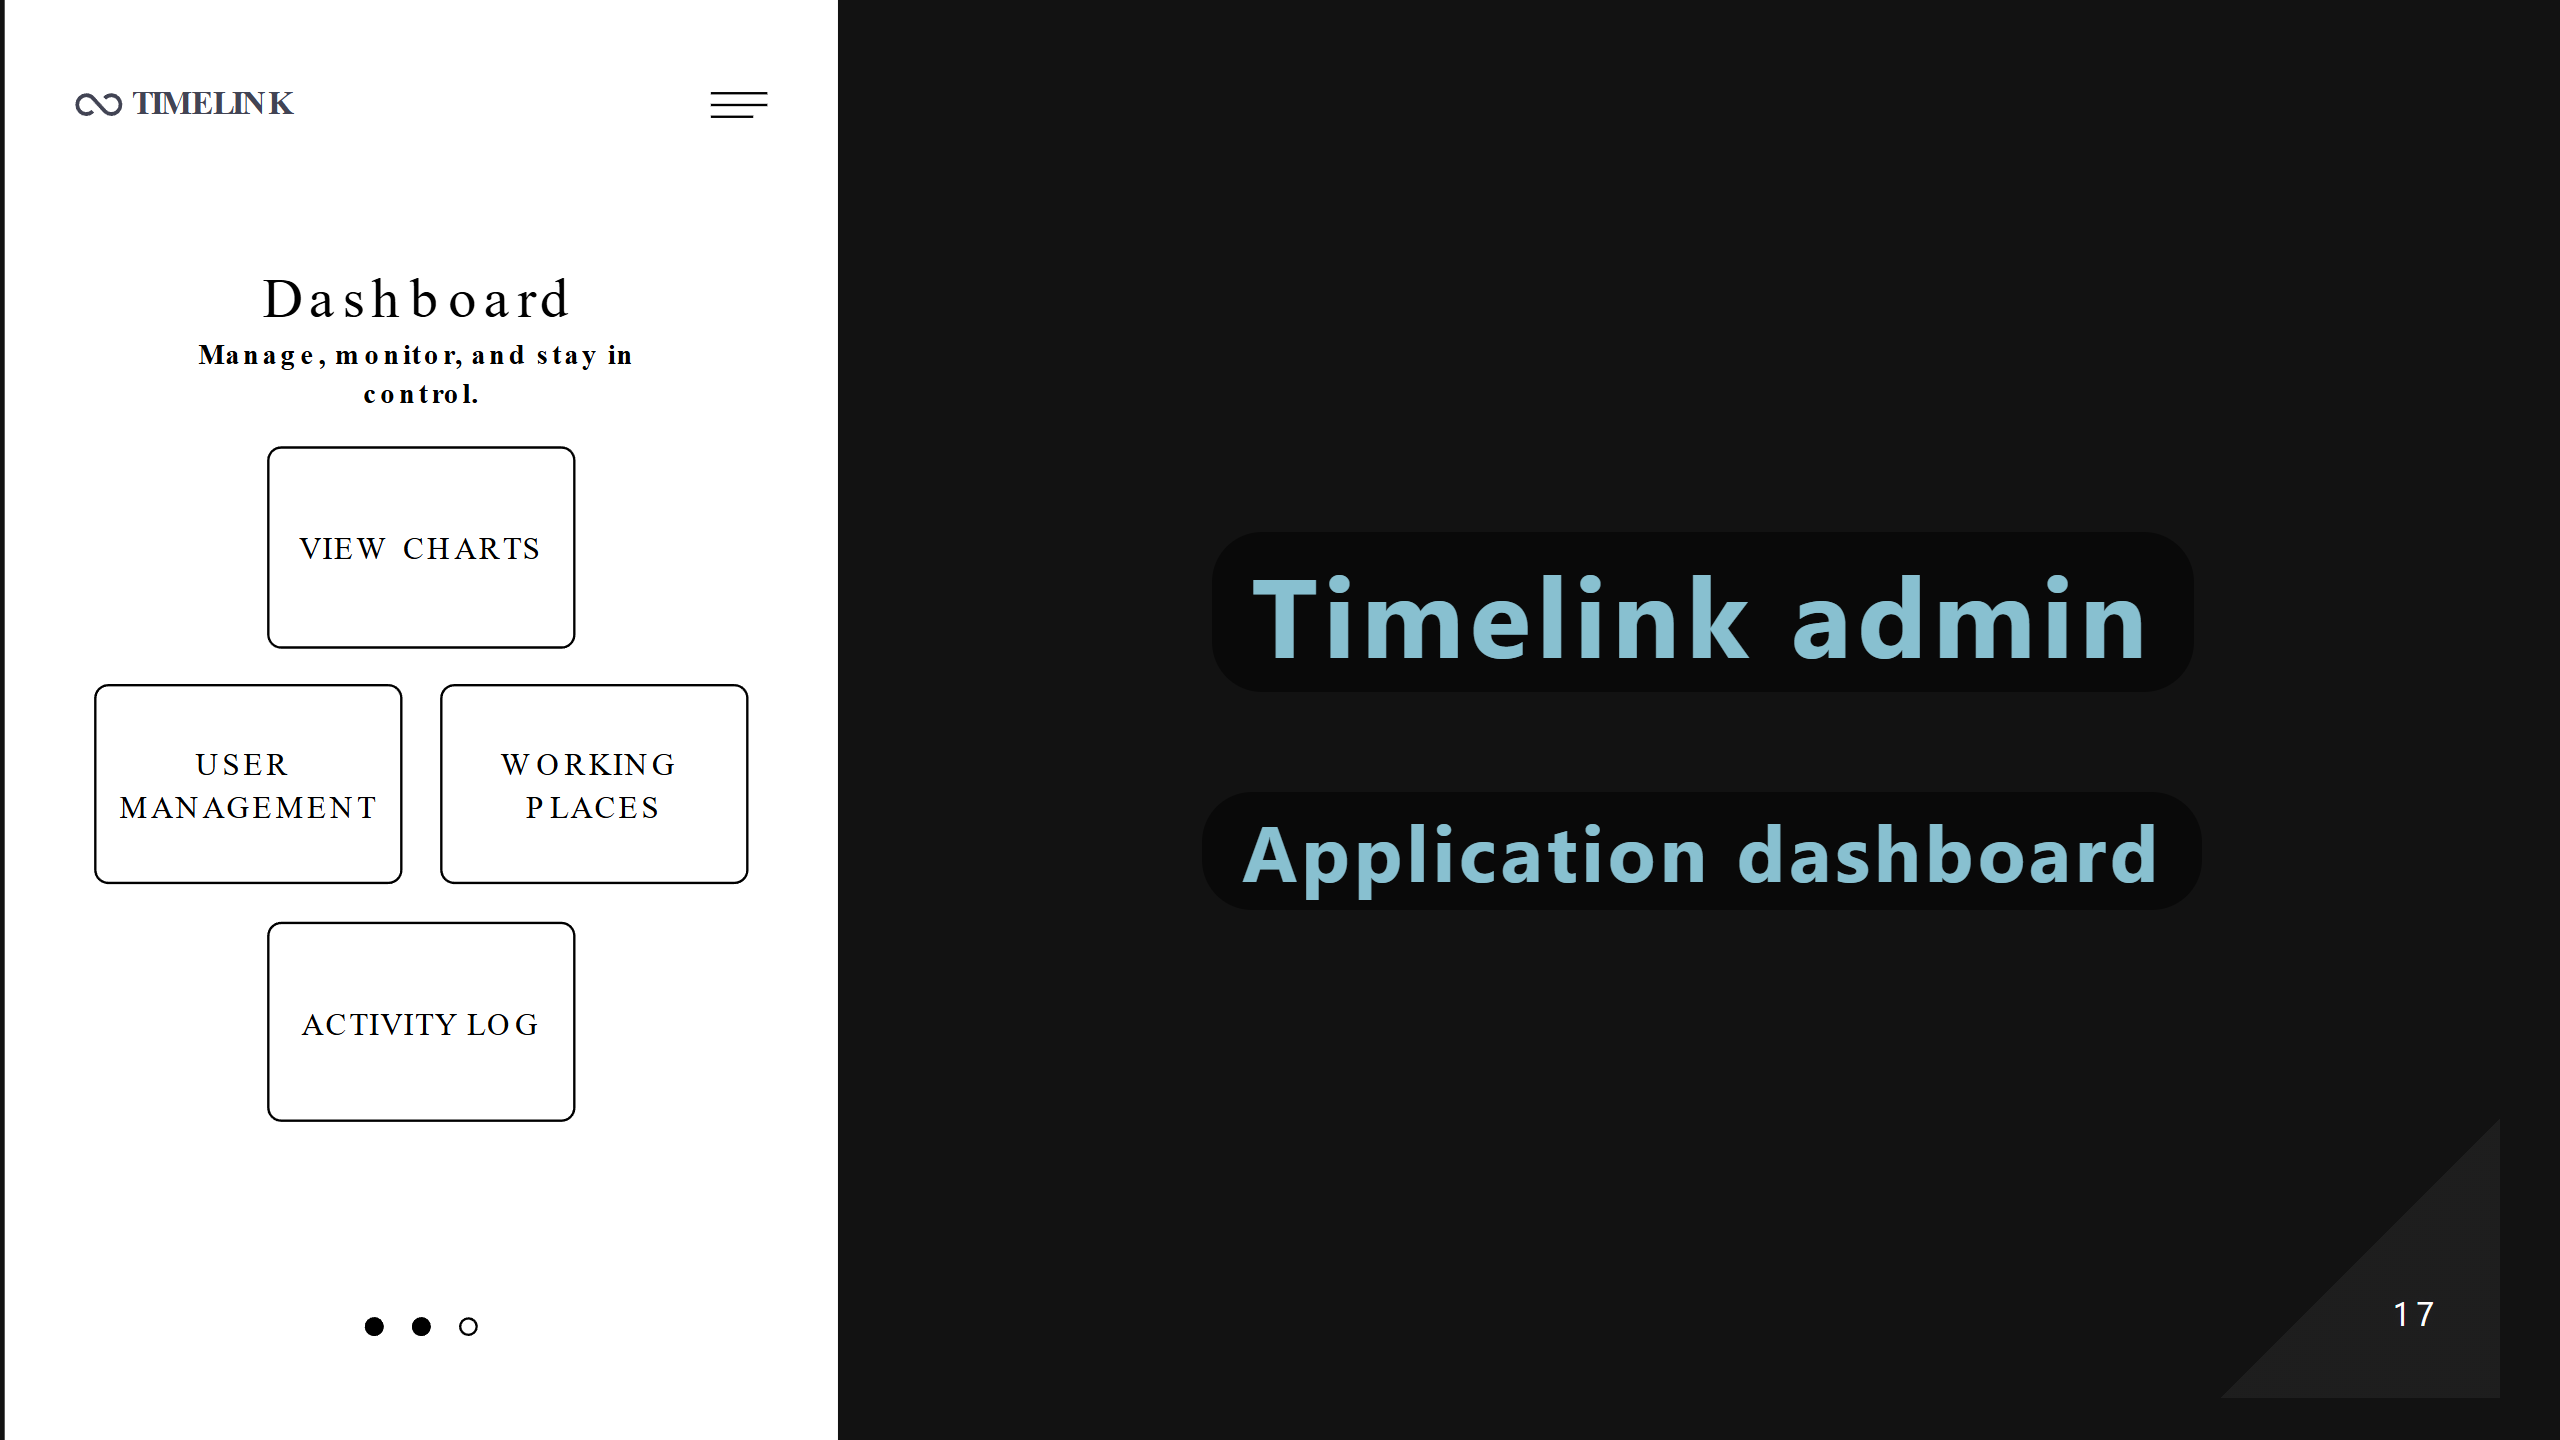 TIMELINK
Dashboard
Manage, monitor, and stay in
control.
VIEW CHARTS
USER
MANAGEMENT
WORKING
PLACES
ACTIVITY LOG
Timelink admin
Application dashboard
17